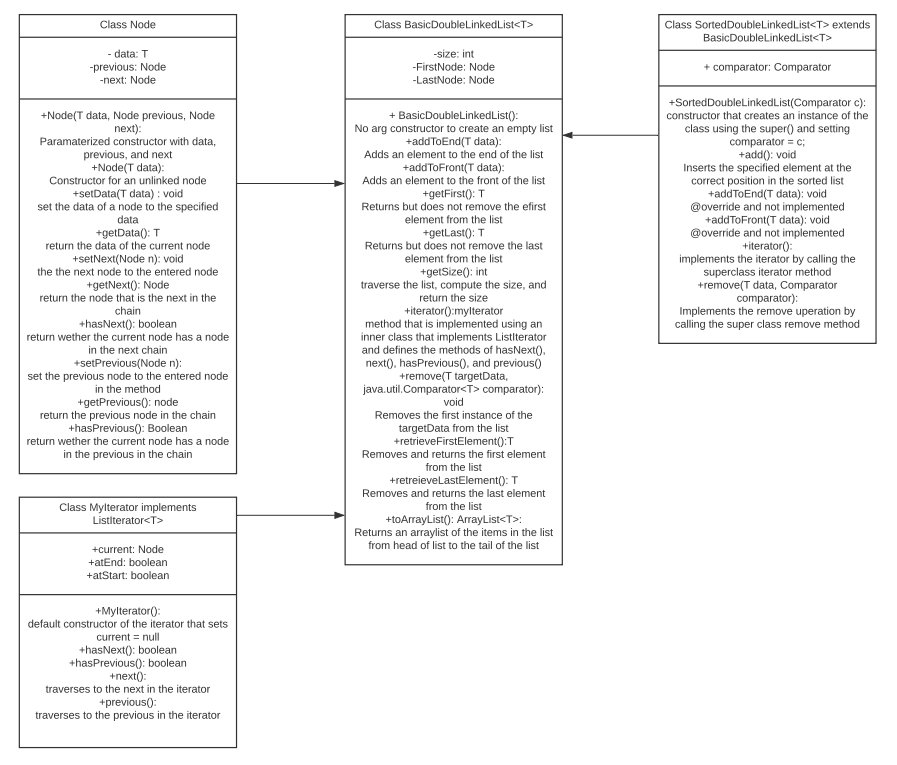 Class Node
- data: T
-previous: Node
-next: Node
+Node(T data, Node previous, Node
next):
Paramaterized constructor with data,
previous, and next
+Node(T data):
Constructor for an unlinked node
+setData(T data) : void
set the data of a node to the specified
data
+getData(): T
return the data of the current node
+setNext(Node n): void
the the next node to the entered node
+getNext(): Node
return the node that is the next in the
chain
+hasNext(): boolean
return wether the current node has a node
in the next chain
+setPrevious(Node n):
set the previous node to the entered node
in the method
+getPrevious(): node
return the previous node in the chain
+hasPrevious(): Boolean
return wether the current node has a node
in the previous in the chain
Class MyIterator implements
ListIterator<T>
+current: Node
+atEnd: boolean
+atStart: boolean
+MyIterator():
default constructor of the iterator that sets
current = null
+hasNext(): boolean
+hasPrevious(): boolean
+next():
traverses to the next in the iterator
+previous():
traverses to the previous in the iterator
Class BasicDoubleLinkedList<T>
-size: int
-FirstNode: Node
-LastNode: Node
+ BasicDoubleLinkedList():
No arg constructor to create an empty list
+addToEnd(T data):
Adds an element to the end of the list
+addToFront(T data):
Adds an element to the front of the list
+getFirst(): T
Returns but does not remove the efirst
element from the list
+getLast(): T
Returns but does not remove the last
element from the list
+getSize(): int
traverse the list, compute the size, and
return the size
+iterator():myIterator
method that is implemented using an
inner class that implements ListIterator
and defines the methods of hasNext(),
next(), hasPrevious(), and previous()
+remove(T targetData,
java.util.Comparator<T> comparator):
void
Removes the first instance of the
targetData from the list
+retrieveFirstElement():T
Removes and returns the first element
from the list
+retreieveLastElement(): T
Removes and returns the last element
from the list
+toArrayList(): ArrayList<T>:
Returns an arraylist of the items in the list
from head of list to the tail of the list
Class SortedDoubleLinkedList<T> extends
BasicDoubleLinkedList<T>
+ comparator: Comparator
+SortedDoubleLinkedList(Comparator c):
constructor that creates an instance of the
class using the super() and setting
comparator = c;
+add(): void
Inserts the specified element at the
correct position in the sorted list
+addToEnd(T data): void
@override and not implemented
+addToFront(T data): void
@override and not implemented
+iterator():
implements the iterator by calling the
superclass iterator method
+remove(T data, Comparator
comparator):
Implements the remove uperation by
calling the super class remove method